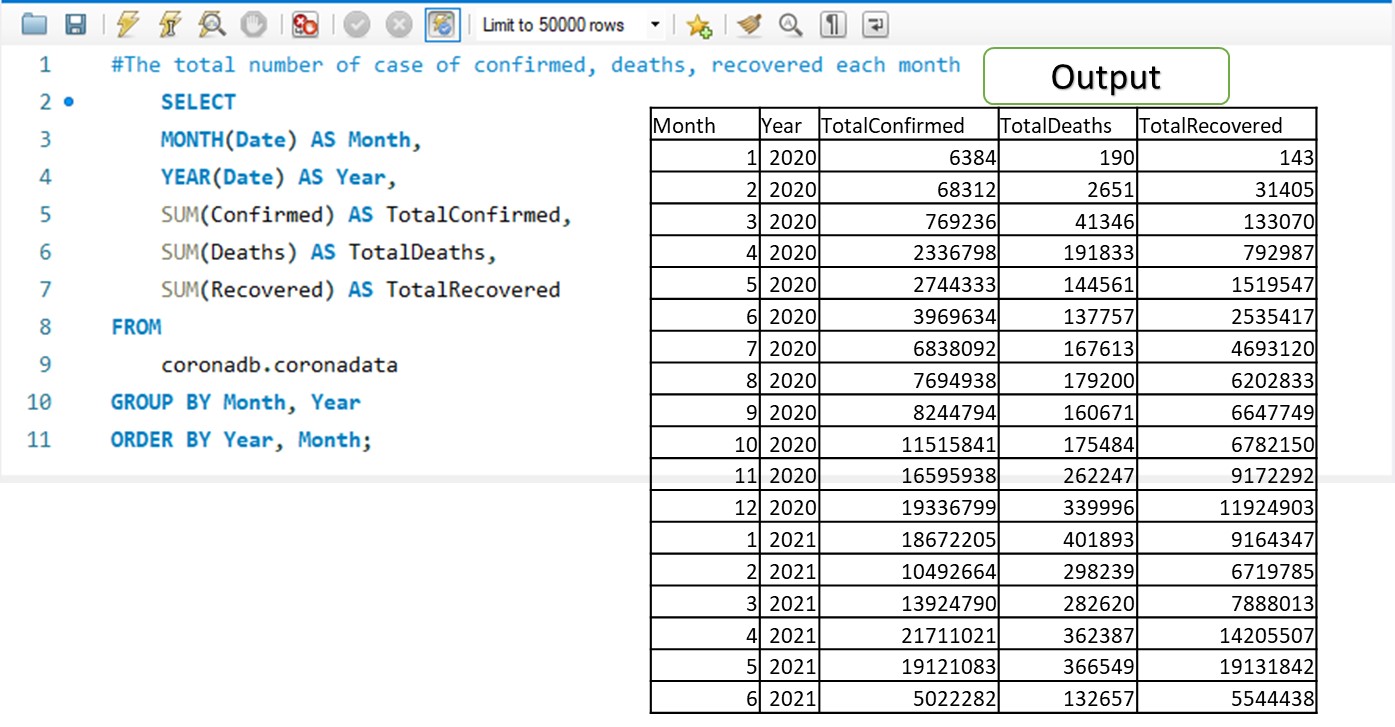 Limit to 50000 rows
1 #The total number of case of confirmed, deaths, recovered each month
2 SELECT
3 MONTH(Date) AS Month,
4 YEAR(Date) AS Year,
5 SUM(Confirmed) AS TotalConfirmed,
6 SUM(Deaths) AS TotalDeaths,
7 SUM(Recovered) AS TotalRecovered
8 FROM
9 coronadb.coronadata
10 GROUP BY Month, Year
11 ORDER BY Year, Month;
Output
Month Year TotalConfirmed TotalDeaths TotalRecovered
1 2020 6384 190 143
2 2020 68312 2651 31405
3 2020 769236 41346 133070
4 2020 2336798 191833 792987
5 2020 2744333 144561 1519547
6 2020 3969634 137757 2535417
7 2020 6838092 167613 4693120
8 2020 7694938 179200 6202833
9 2020 8244794 160671 6647749
10 2020 11515841 175484 6782150
11 2020 16595938 262247 9172292
12 2020 19336799 339996 11924903
1 2021 18672205 401893 9164347
2 2021 10492664 298239 6719785
3 2021 13924790 282620 7888013
4 2021 21711021 362387 14205507
5 2021 19121083 366549 19131842
6 2021 5022282 132657 5544438